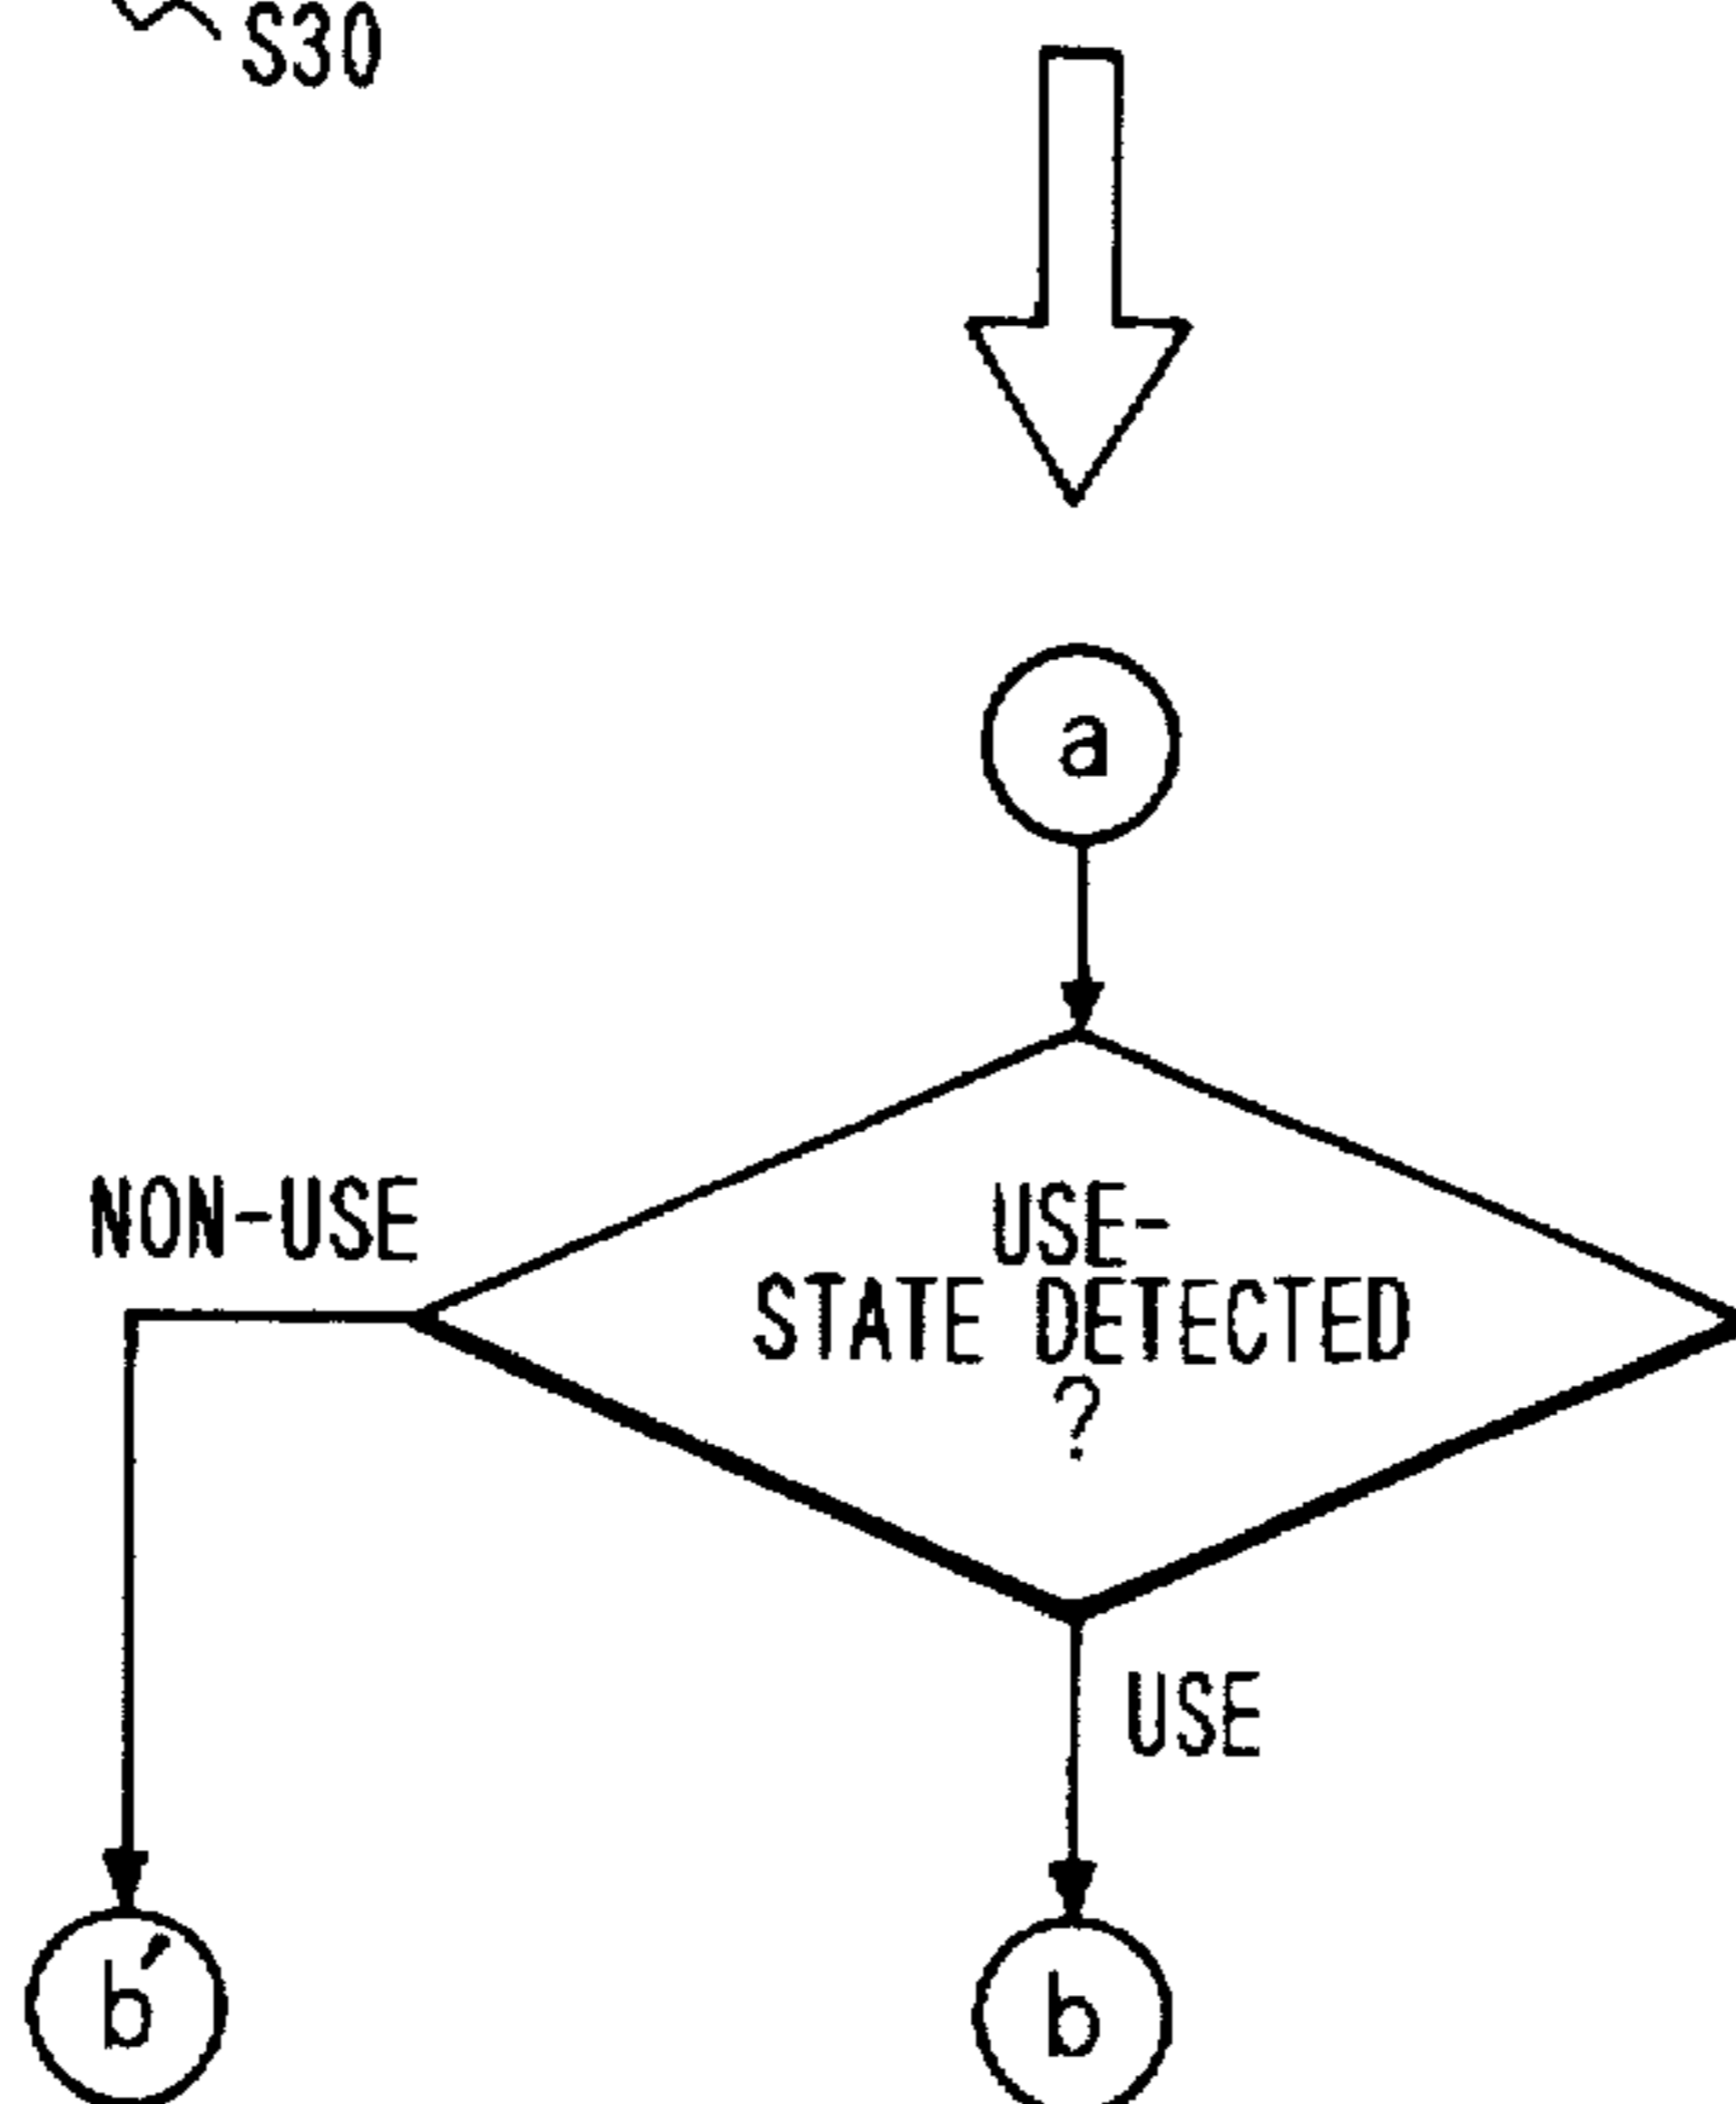 S30
a
NON-USE
USE-
STATE DETECTED
?
USE
b′
b